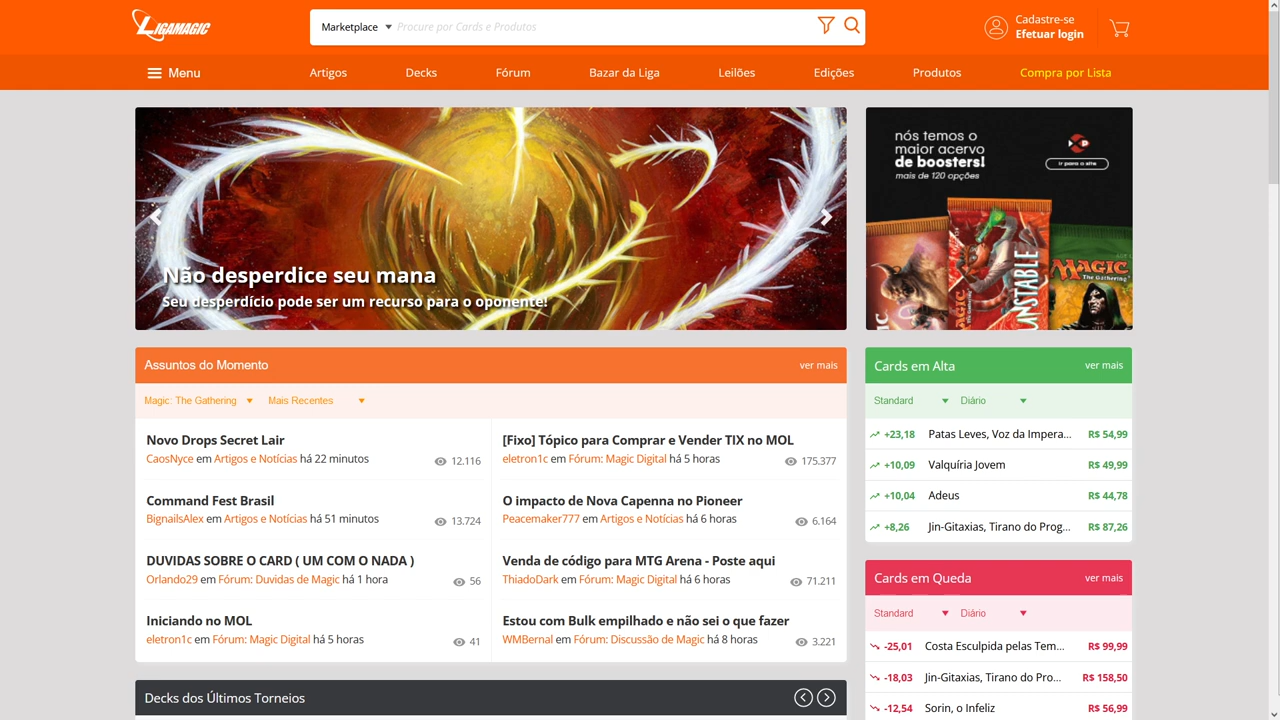 LIGAMAGIC
Marketplace
Procure por Cards e Produtos
Cadastre-se
Efetuar login
Menu
Artigos
Decks
Fórum
Bazar da Liga
Leilões
Edições
Produtos
Compra por Lista
Não desperdice seu mana
Seu desperdício pode ser um recurso para o oponente!
nós temos o
maior acervo
de boosters!
mais de 120 opções
Ir para o site
MAGIC
UNSTABLE
MAGIC
The Gathering
Assuntos do Momento
ver mais
Magic: The Gathering
Mais Recentes
Novo Drops Secret Lair
CaosNyce em Artigos e Notícias há 22 minutos
12.116
[Fixo] Tópico para Comprar e Vender TIX no MOL
eletron1c em Fórum: Magic Digital há 5 horas
175.377
Command Fest Brasil
BignailsAlex em Artigos e Notícias há 51 minutos
13.724
O impacto de Nova Capenna no Pioneer
Peacemaker777 em Artigos e Notícias há 6 horas
6.164
DUVIDAS SOBRE O CARD ( UM COM O NADA )
Orlando29 em Fórum: Duvidas de Magic há 1 hora
56
Venda de código para MTG Arena - Poste aqui
ThiadoDark em Fórum: Magic Digital há 6 horas
71.211
Iniciando no MOL
eletron1c em Fórum: Magic Digital há 5 horas
41
Estou com Bulk empilhado e não sei o que fazer
WMBernal em Fórum: Discussão de Magic há 8 horas
3.221
Decks dos Últimos Torneios
Cards em Alta
ver mais
Standard
Diário
+23,18 Patas Leves, Voz da Impera... R$ 54,99
+10,09 Valquíria Jovem R$ 49,99
+10,04 Adeus R$ 44,78
+8,26 Jin-Gitaxias, Tirano do Prog... R$ 87,26
Cards em Queda
ver mais
Standard
Diário
-25,01 Costa Esculpida pelas Tem... R$ 99,99
-18,03 Jin-Gitaxias, Tirano do Pro... R$ 158,50
-12,54 Sorin, o Infeliz R$ 56,99